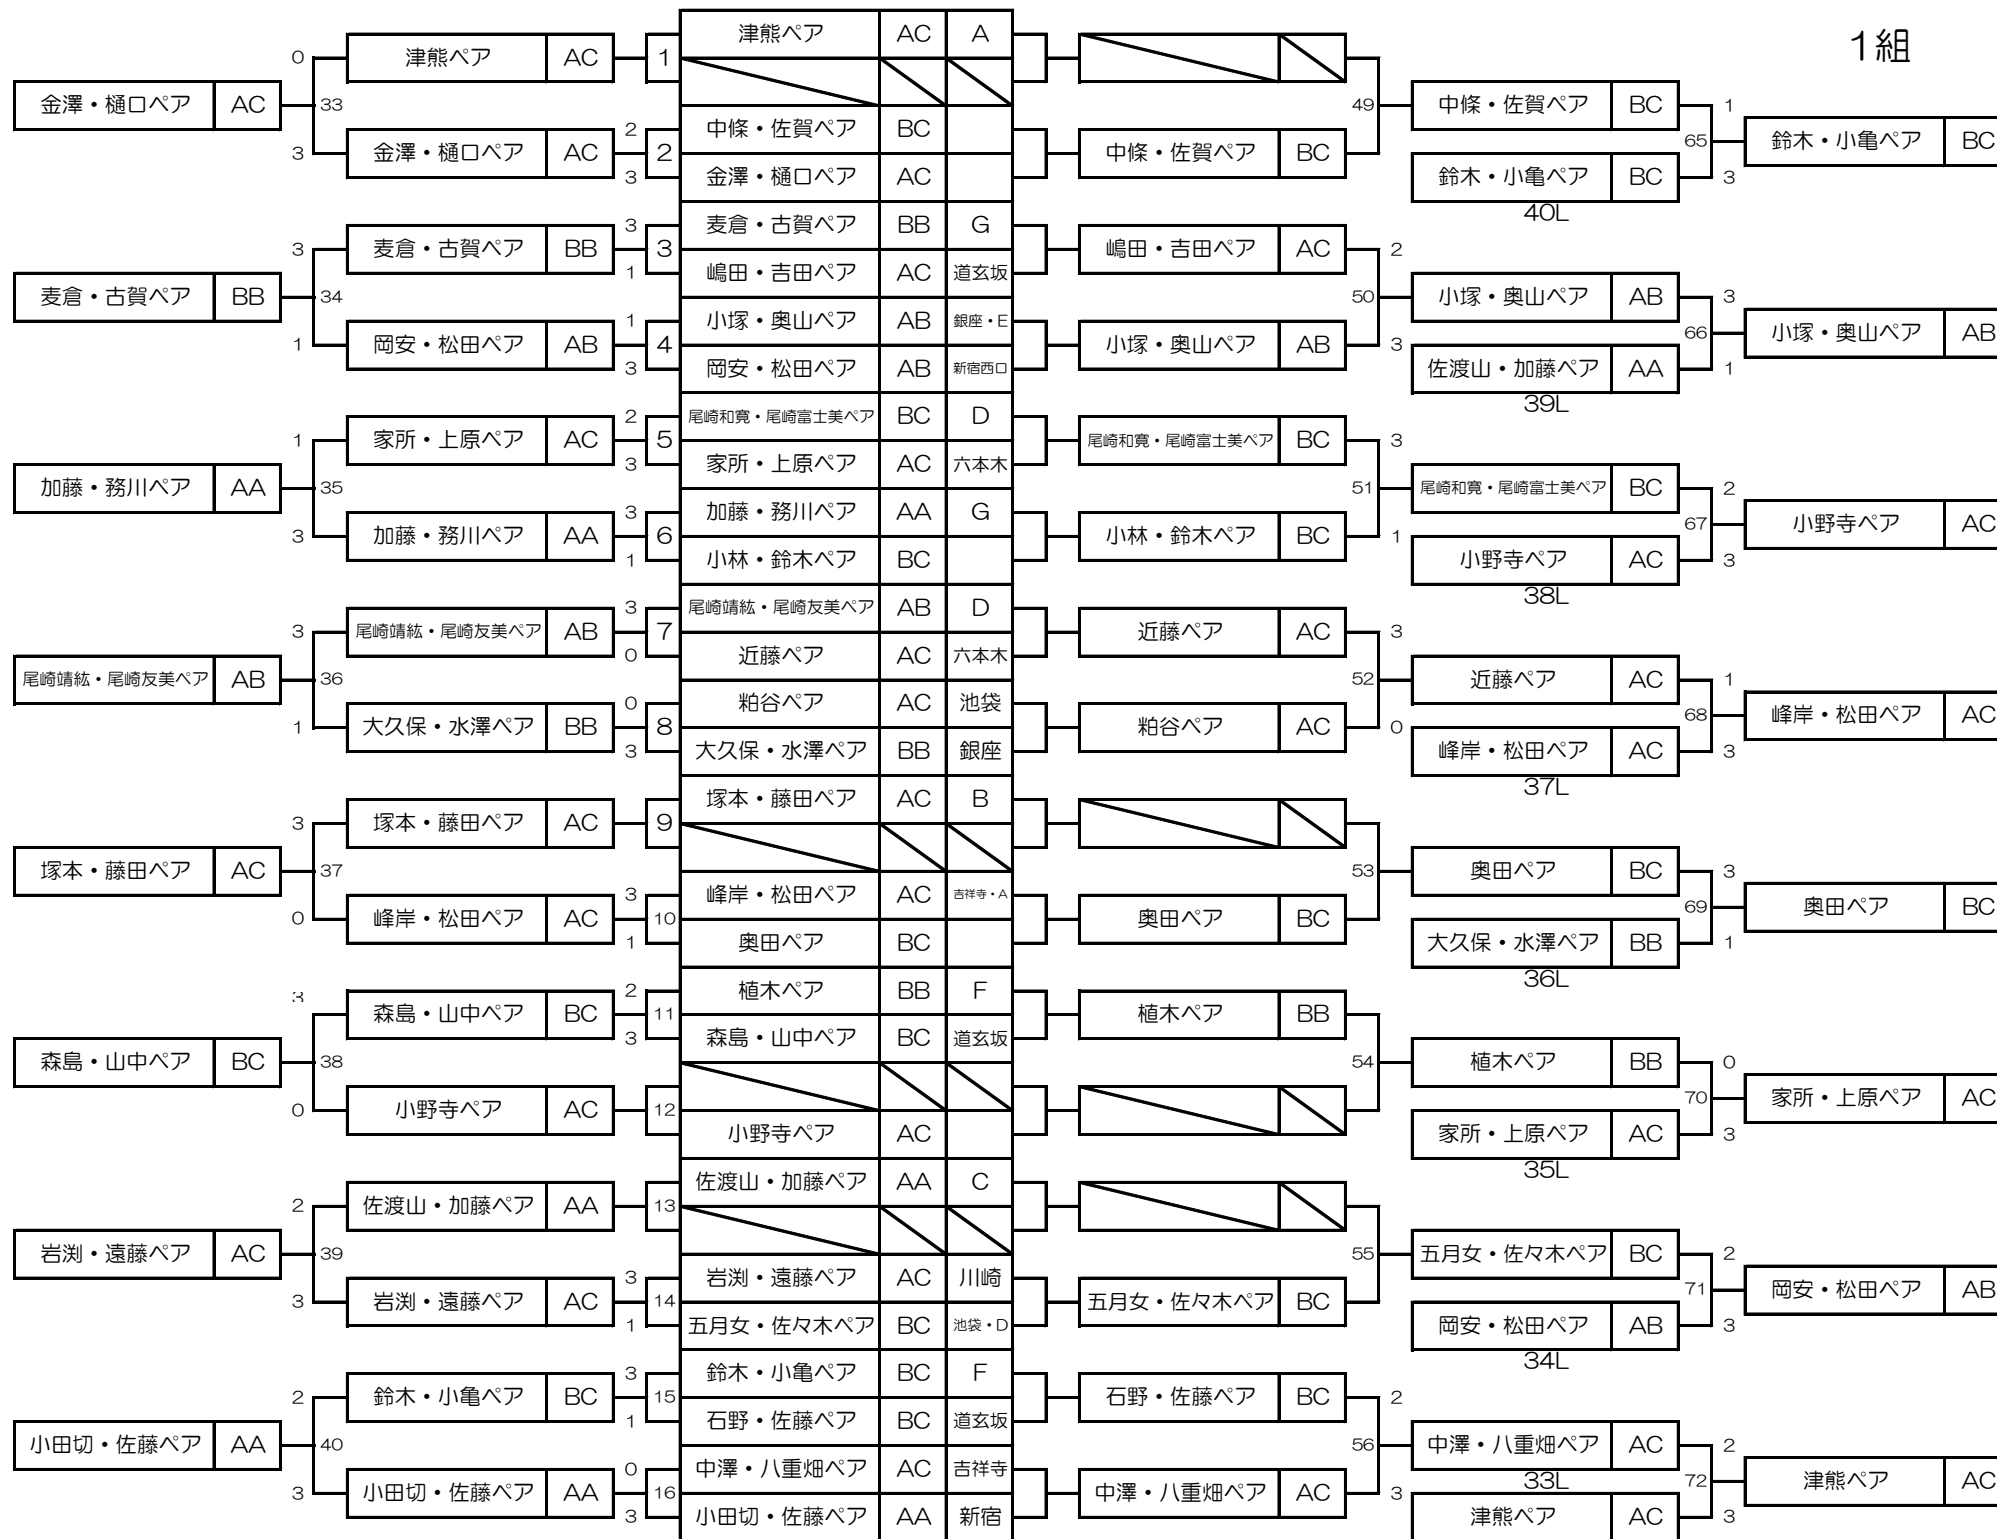 1組
津熊ペア AC A
0 津熊ペア AC 1
金澤・樋口ペア AC 33 49 中條・佐賀ペア BC 1
中條・佐賀ペア BC
2 65 鈴木・小亀ペア BC
3 金澤・樋口ペア AC 2 中條・佐賀ペア BC
3 金澤・樋口ペア AC 鈴木・小亀ペア BC 3
40L
3 麦倉・古賀ペア BB G
3 麦倉・古賀ペア BB 3 嶋田・吉田ペア AC 2
1 嶋田・吉田ペア AC 道玄坂
麦倉・古賀ペア BB 34 50 小塚・奥山ペア AB 3
1 小塚・奥山ペア AB 銀座・E
66 小塚・奥山ペア AB
1 岡安・松田ペア AB 4 小塚・奥山ペア AB 3
3 岡安・松田ペア AB 新宿西口 佐渡山・加藤ペア AA 1
39L
2 尾崎和寛・尾崎富士美ペア BC D
1 家所・上原ペア AC 5 尾崎和寛・尾崎富士美ペア BC 3
3 家所・上原ペア AC 六本木
加藤・務川ペア AA 35 51 尾崎和寛・尾崎富士美ペア BC 2
3 加藤・務川ペア AA G
67 小野寺ペア AC
3 加藤・務川ペア AA 6 小林・鈴木ペア BC 1
1 小林・鈴木ペア BC 小野寺ペア AC 3
38L
3 尾崎靖紘・尾崎友美ペア AB D
3 尾崎靖紘・尾崎友美ペア AB 7 近藤ペア AC 3
0 近藤ペア AC 六本木
尾崎靖紘・尾崎友美ペア AB 36 52 近藤ペア AC 1
0 粕谷ペア AC 池袋
68 峰岸・松田ペア AC
1 大久保・水澤ペア BB 8 粕谷ペア AC 0
3 大久保・水澤ペア BB 銀座 峰岸・松田ペア AC 3
37L
塚本・藤田ペア AC B
3 塚本・藤田ペア AC 9
塚本・藤田ペア AC 37 53 奥田ペア BC 3
3 峰岸・松田ペア AC 吉祥寺・A
69 奥田ペア BC
0 峰岸・松田ペア AC 10 奥田ペア BC
1 奥田ペア BC 大久保・水澤ペア BB 1
36L
2 植木ペア BB F
3 森島・山中ペア BC 11 植木ペア BB
3 森島・山中ペア BC 道玄坂
森島・山中ペア BC 38 54 植木ペア BB 0
70 家所・上原ペア AC
0 小野寺ペア AC 12
小野寺ペア AC 家所・上原ペア AC 3
35L
佐渡山・加藤ペア AA C
2 佐渡山・加藤ペア AA 13
岩渕・遠藤ペア AC 39 55 五月女・佐々木ペア BC 2
3 岩渕・遠藤ペア AC 川崎
71 岡安・松田ペア AB
3 岩渕・遠藤ペア AC 14 五月女・佐々木ペア BC
1 五月女・佐々木ペア BC 池袋・D 岡安・松田ペア AB 3
34L
3 鈴木・小亀ペア BC F
2 鈴木・小亀ペア BC 15 石野・佐藤ペア BC 2
1 石野・佐藤ペア BC 道玄坂
小田切・佐藤ペア AA 40 56 中澤・八重畑ペア AC 2
0 中澤・八重畑ペア AC 吉祥寺
33L 72 津熊ペア AC
3 小田切・佐藤ペア AA 16 中澤・八重畑ペア AC 3
3 小田切・佐藤ペア AA 新宿 津熊ペア AC 3